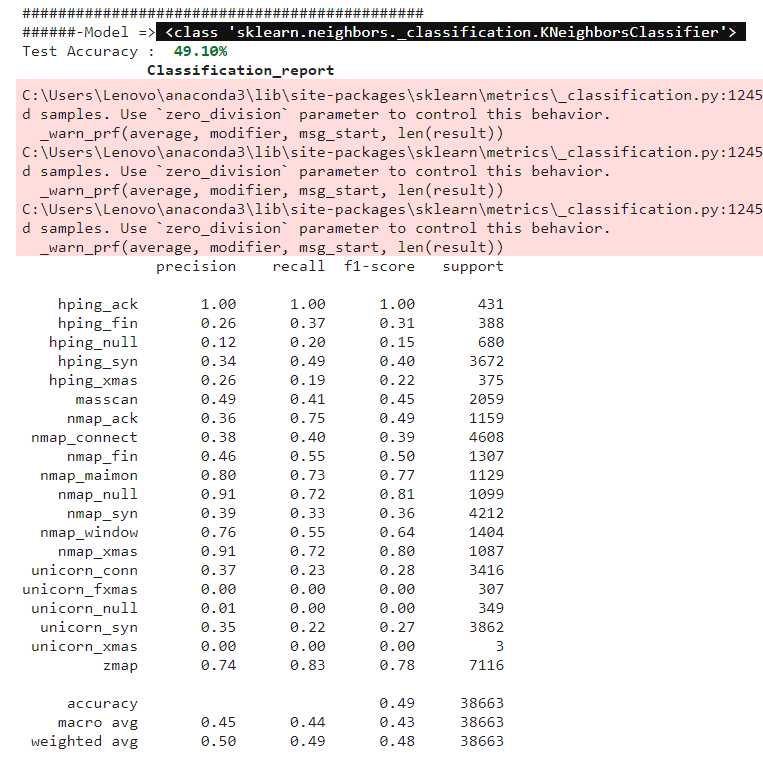 ############################################
######-Model => <class 'sklearn.neighbors._classification.KNeighborsClassifier'>
Test Accuracy : 49.10%
Classification_report
C:\Users\Lenovo\anaconda3\lib\site-packages\sklearn\metrics\_classification.py:1245
d samples. Use `zero_division` parameter to control this behavior.
_warn_prf(average, modifier, msg_start, len(result))
C:\Users\Lenovo\anaconda3\lib\site-packages\sklearn\metrics\_classification.py:1245
d samples. Use `zero_division` parameter to control this behavior.
_warn_prf(average, modifier, msg_start, len(result))
C:\Users\Lenovo\anaconda3\lib\site-packages\sklearn\metrics\_classification.py:1245
d samples. Use `zero_division` parameter to control this behavior.
_warn_prf(average, modifier, msg_start, len(result))
precision recall f1-score support
hping_ack 1.00 1.00 1.00 431
hping_fin 0.26 0.37 0.31 388
hping_null 0.12 0.20 0.15 680
hping_syn 0.34 0.49 0.40 3672
hping_xmas 0.26 0.19 0.22 375
masscan 0.49 0.41 0.45 2059
nmap_ack 0.36 0.75 0.49 1159
nmap_connect 0.38 0.40 0.39 4608
nmap_fin 0.46 0.55 0.50 1307
nmap_maimon 0.80 0.73 0.77 1129
nmap_null 0.91 0.72 0.81 1099
nmap_syn 0.39 0.33 0.36 4212
nmap_window 0.76 0.55 0.64 1404
nmap_xmas 0.91 0.72 0.80 1087
unicorn_conn 0.37 0.23 0.28 3416
unicorn_fxmas 0.00 0.00 0.00 307
unicorn_null 0.01 0.00 0.00 349
unicorn_syn 0.35 0.22 0.27 3862
unicorn_xmas 0.00 0.00 0.00 3
zmap 0.74 0.83 0.78 7116
accuracy 0.49 38663
macro avg 0.45 0.44 0.43 38663
weighted avg 0.50 0.49 0.48 38663